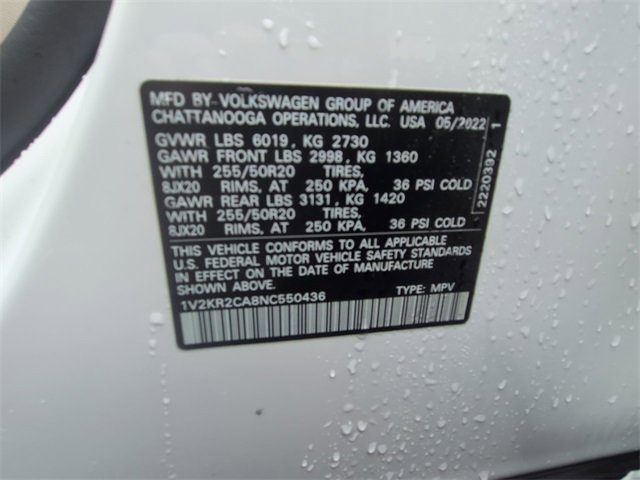 MFD BY-VOLKSWAGEN GROUP OF AMERICA
CHATTANOOGA OPERATIONS, LLC. USA 05/2022
GVWR LBS 6019, KG 2730
GAWR FRONT LBS 2998, KG 1360
WITH 255/50R20 TIRES,
8JX20 RIMS, AT 250 KPA, 36 PSI COLD
GAWR REAR LBS 3131, KG 1420
WITH 255/50R20 TIRES,
8JX20 RIMS, AT 250 KPA, 36 PSI COLD
THIS VEHICLE CONFORMS TO ALL APPLICABLE
U.S. FEDERAL MOTOR VEHICLE SAFETY STANDARDS
IN EFFECT ON THE DATE OF MANUFACTURE
SHOWN ABOVE.
1V2KR2CA8NC550436 TYPE: MPV
2220392 1